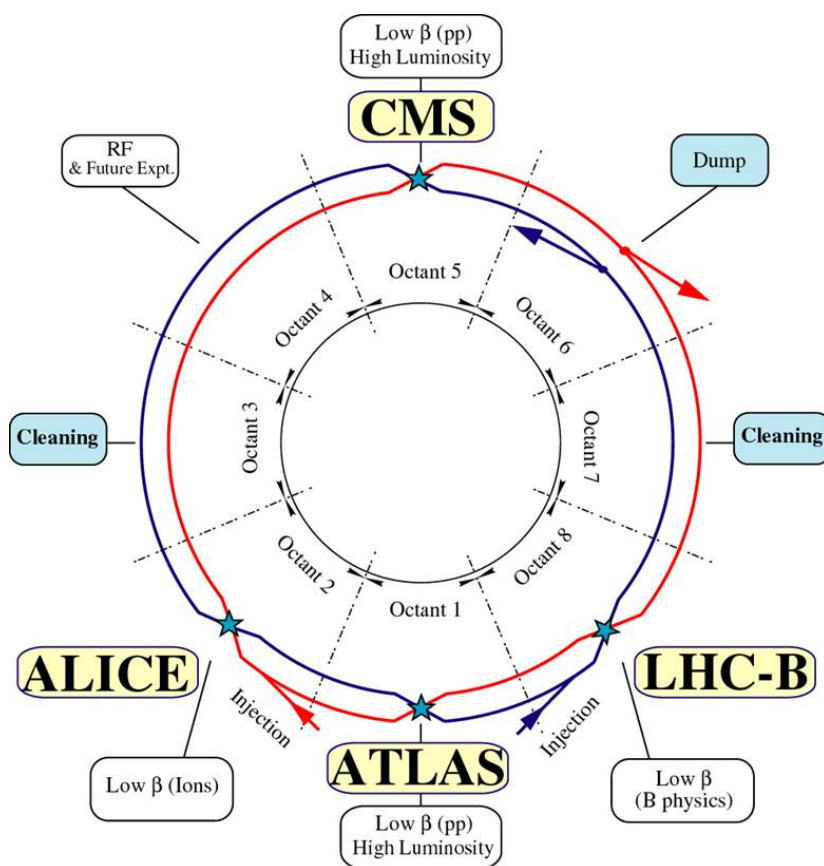 Low β (pp)
High Luminosity
CMS
RF
& Future Expt.
Dump
Octant 5
Octant 4
Octant 6
Cleaning
Octant 3
Octant 7
Cleaning
Octant 2
Octant 8
Octant 1
ALICE
LHC-B
Injection
Injection
ATLAS
Low β (Ions)
Low β
(B physics)
Low β (pp)
High Luminosity